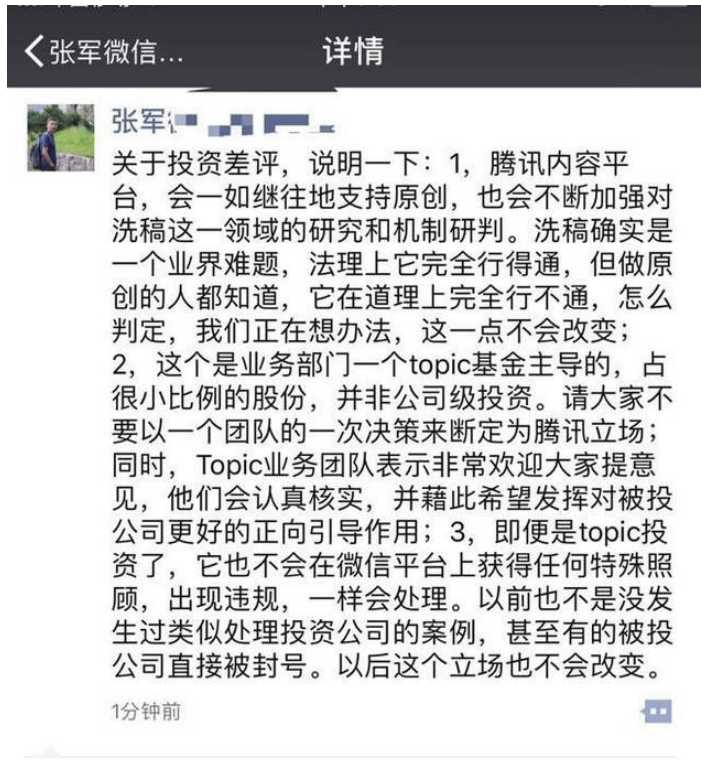 张军微信...
详情
张军
关于投资差评，说明一下：1，腾讯内容平
台，会一如继往地支持原创，也会不断加强对
洗稿这一领域的研究和机制研判。洗稿确实是
一个业界难题，法理上它完全行得通，但做原
创的人都知道，它在道理上完全行不通，怎么
判定，我们正在想办法，这一点不会改变；
2，这个是业务部门一个topic基金主导的，占
很小比例的股份，并非公司级投资。请大家不
要以一个团队的一次决策来断定为腾讯立场；
同时，Topic业务团队表示非常欢迎大家提意
见，他们会认真核实，并藉此希望发挥对被投
公司更好的正向引导作用；3，即便是topic投
资了，它也不会在微信平台上获得任何特殊照
顾，出现违规，一样会处理。以前也不是没发
生过类似处理投资公司的案例，甚至有的被投
公司直接被封号。以后这个立场也不会改变。
1分钟前